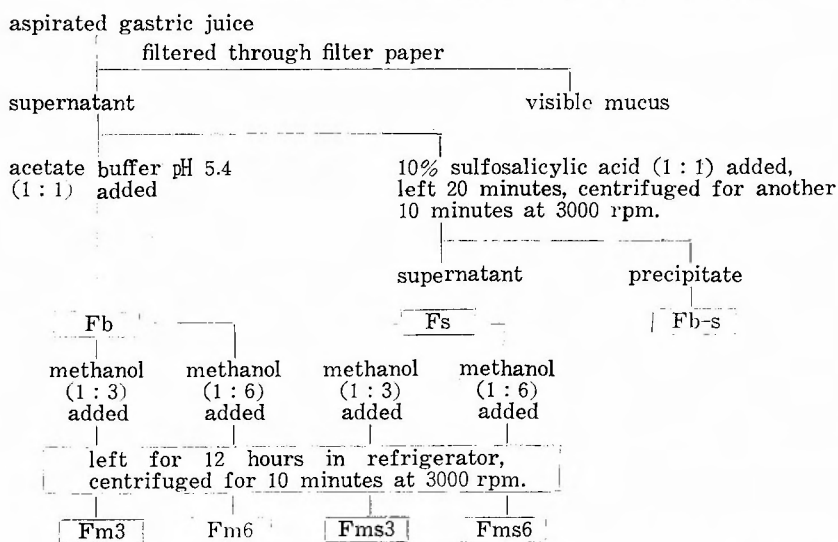 aspirated gastric juice
filtered through filter paper
supernatant
visible mucus
acetate buffer pH 5.4
(1 : 1) added
10% sulfosalicylic acid (1 : 1) added,
left 20 minutes, centrifuged for another
10 minutes at 3000 rpm.
supernatant
precipitate
Fb
Fs
Fb-s
methanol
(1 : 3)
added
methanol
(1 : 6)
added
methanol
(1 : 3)
added
methanol
(1 : 6)
added
left for 12 hours in refrigerator,
centrifuged for 10 minutes at 3000 rpm.
Fm3
Fm6
Fms3
Fms6